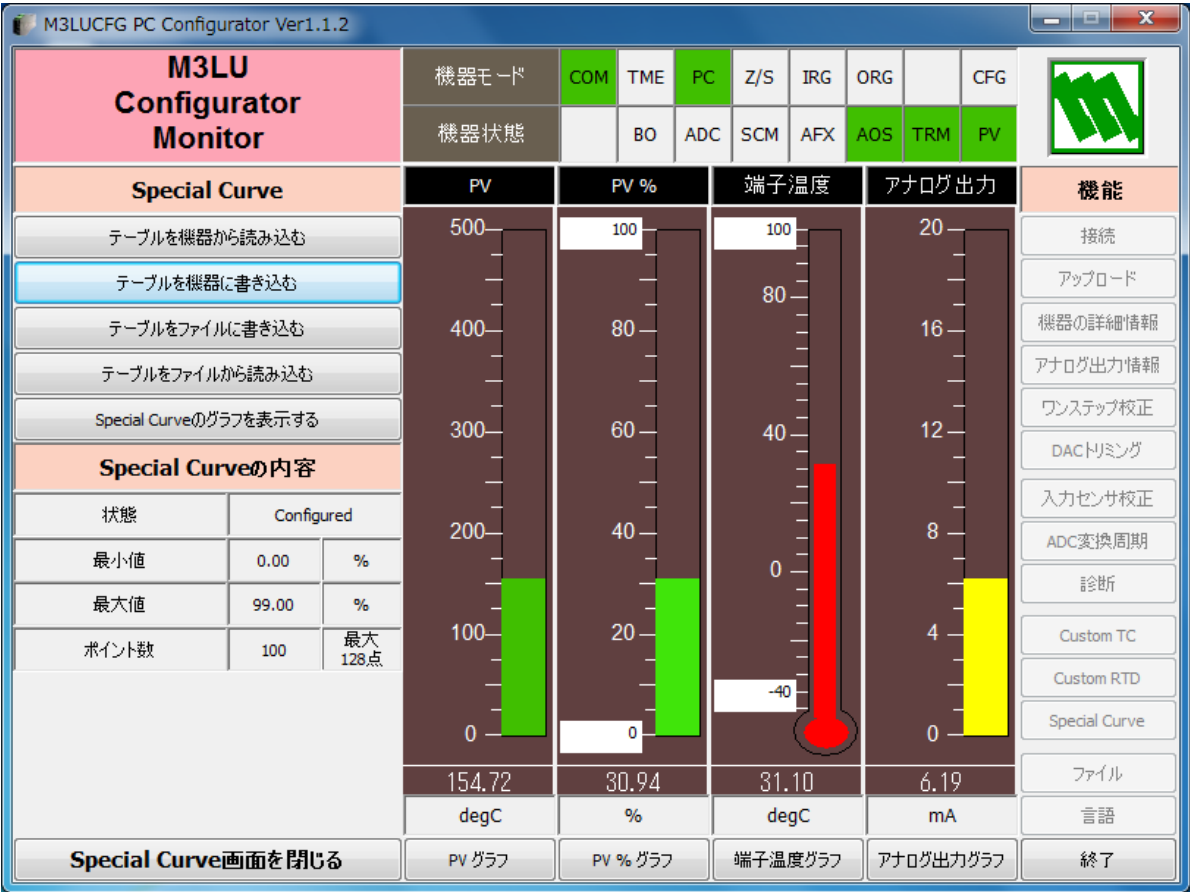 M3LUCFG PC Configurator Ver1.1.2
M3LU
Configurator
Monitor
機器モード
COM TME PC Z/S IRG ORG CFG
機器状態
BO ADC SCM AFX AOS TRM PV
Special Curve
テーブルを機器から読み込む
テーブルを機器に書き込む
テーブルをファイルに書き込む
テーブルをファイルから読み込む
Special Curveのグラフを表示する
Special Curveの内容
状態 Configured
最小値 0.00 %
最大値 99.00 %
ポイント数 100 最大
128点
Special Curve画面を閉じる
PV
500
400
300
200
100
0
154.72
degC
PV グラフ
PV %
100
80
60
40
20
0
30.94
%
PV % グラフ
端子温度
100
80
40
0
-40
31.10
degC
端子温度グラフ
アナログ出力
20
16
12
8
4
0
6.19
mA
アナログ出力グラフ
機能
接続
アップロード
機器の詳細情報
アナログ出力情報
ワンステップ校正
DACトリミング
入力センサ校正
ADC変換周期
診断
Custom TC
Custom RTD
Special Curve
ファイル
言語
終了